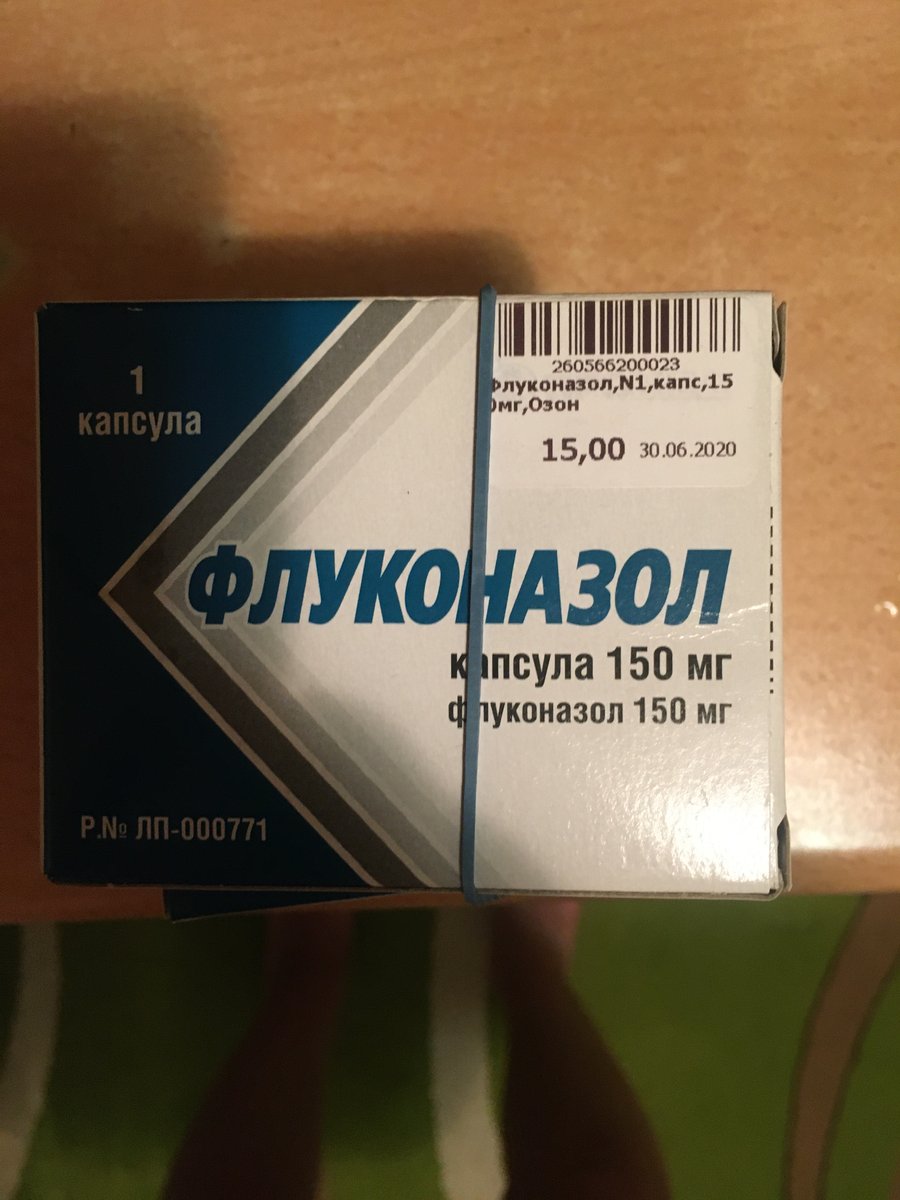 1
капсула
260566200023
Флуконазол,N1,капс,15
0мг,Озон
15,00 30.06.2020
ФЛУКОНАЗОЛ
капсула 150 мг
флуконазол 150 мг
Р.№ ЛП-000771